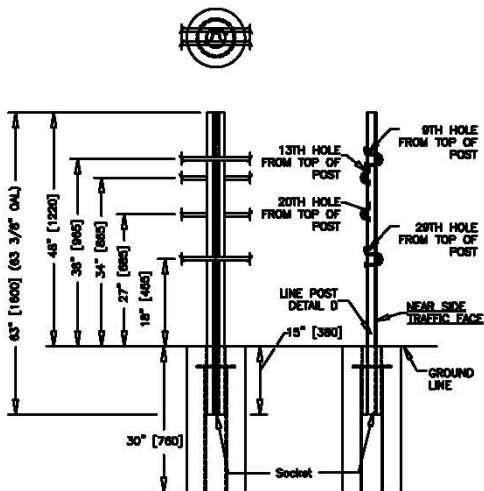 9TH HOLE
FROM TOP OF
POST
13TH HOLE
FROM TOP OF
POST
20TH HOLE
FROM TOP OF
POST
29TH HOLE
FROM TOP OF
POST
63" [1600] (63 3/8" OAL)
48" [1220]
38" [965]
34" [865]
27" [685]
18" [465]
LINE POST
DETAIL D
NEAR SIDE
TRAFFIC FACE
15" [380]
GROUND
LINE
30" [760]
Socket